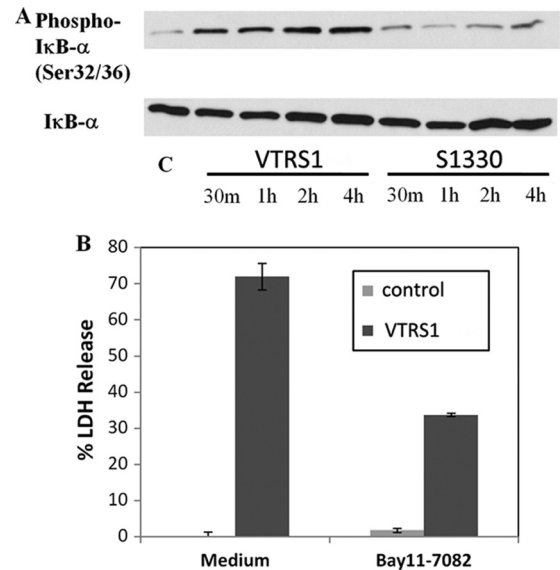 A
Phospho-
IκB-α
(Ser32/36)
IκB-α
C
VTRS1
S1330
30m 1h 2h 4h 30m 1h 2h 4h
B
80
70
60
50
40
30
20
10
0
% LDH Release
control
VTRS1
Medium
Bay11-7082